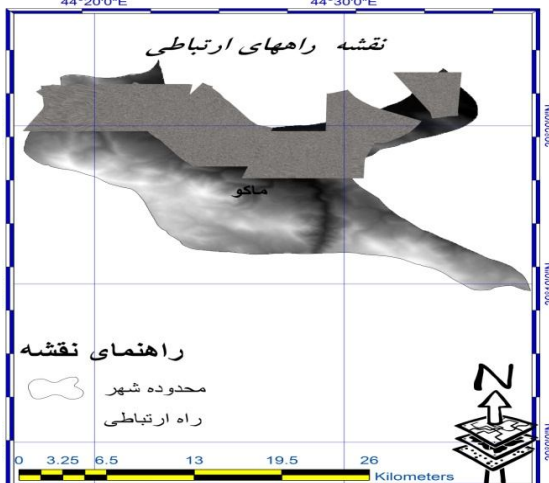 44°20'0"E 44°30'0"E
نقشه راههای ارتباطی
ماکو
راهنمای نقشه
محدوده شهر
راه ارتباطی
N
0 3.25 6.5 13 19.5 26
Kilometers